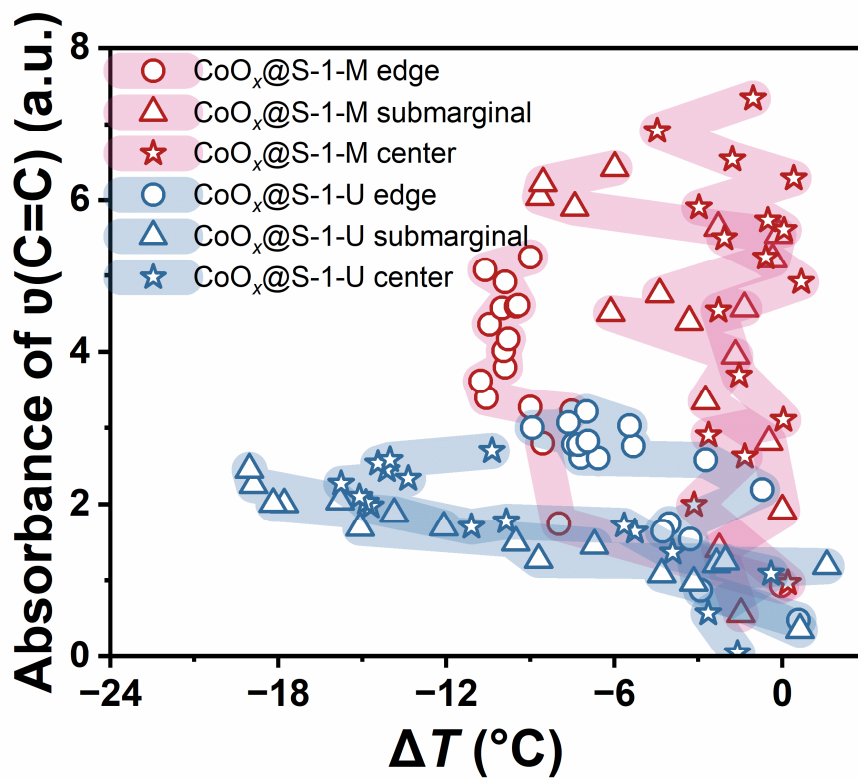 Absorbance of υ(C=C) (a.u.)
8
6
4
2
0
CoOₓ@S-1-M edge
CoOₓ@S-1-M submarginal
CoOₓ@S-1-M center
CoOₓ@S-1-U edge
CoOₓ@S-1-U submarginal
CoOₓ@S-1-U center
−24 −18 −12 −6 0
ΔT (°C)